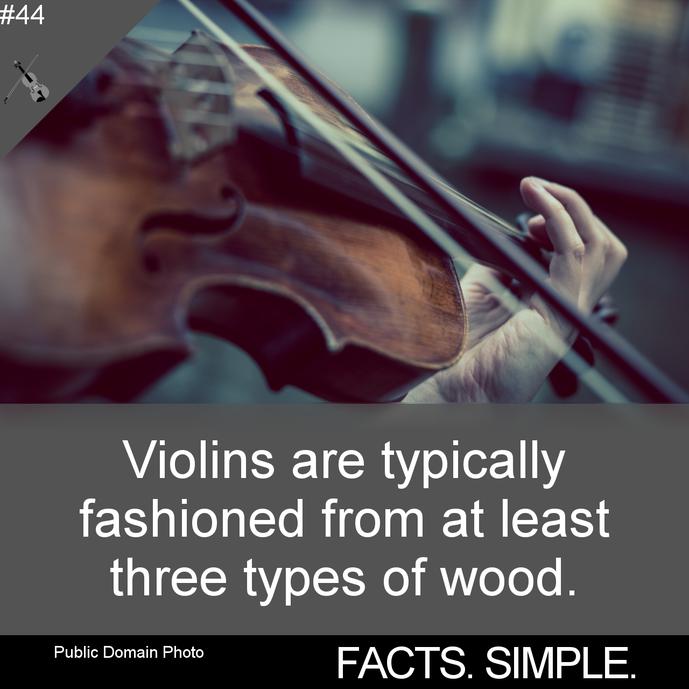 #44
Violins are typically
fashioned from at least
three types of wood.
Public Domain Photo
FACTS. SIMPLE.